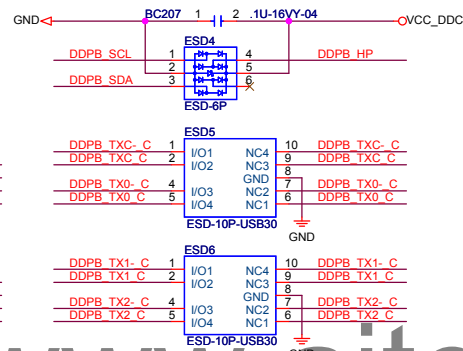 GND BC207 1 2 .1U-16VY-04 VCC_DDC
ESD4
DDPB_SCL 1 4 DDPB_HP
2 5
DDPB_SDA 3 6
ESD-6P
ESD5
DDPB_TXC-_C 1 I/O1 NC4 10 DDPB_TXC-_C
DDPB_TXC_C 2 I/O2 NC3 9 DDPB_TXC_C
GND 8
DDPB_TX0-_C 4 I/O3 NC2 7 DDPB_TX0-_C
DDPB_TX0_C 5 I/O4 NC1 6 DDPB_TX0_C
ESD-10P-USB30
GND
ESD6
DDPB_TX1-_C 1 I/O1 NC4 10 DDPB_TX1-_C
DDPB_TX1_C 2 I/O2 NC3 9 DDPB_TX1_C
GND 8
DDPB_TX2-_C 4 I/O3 NC2 7 DDPB_TX2-_C
DDPB_TX2_C 5 I/O4 NC1 6 DDPB_TX2_C
ESD-10P-USB30
GND